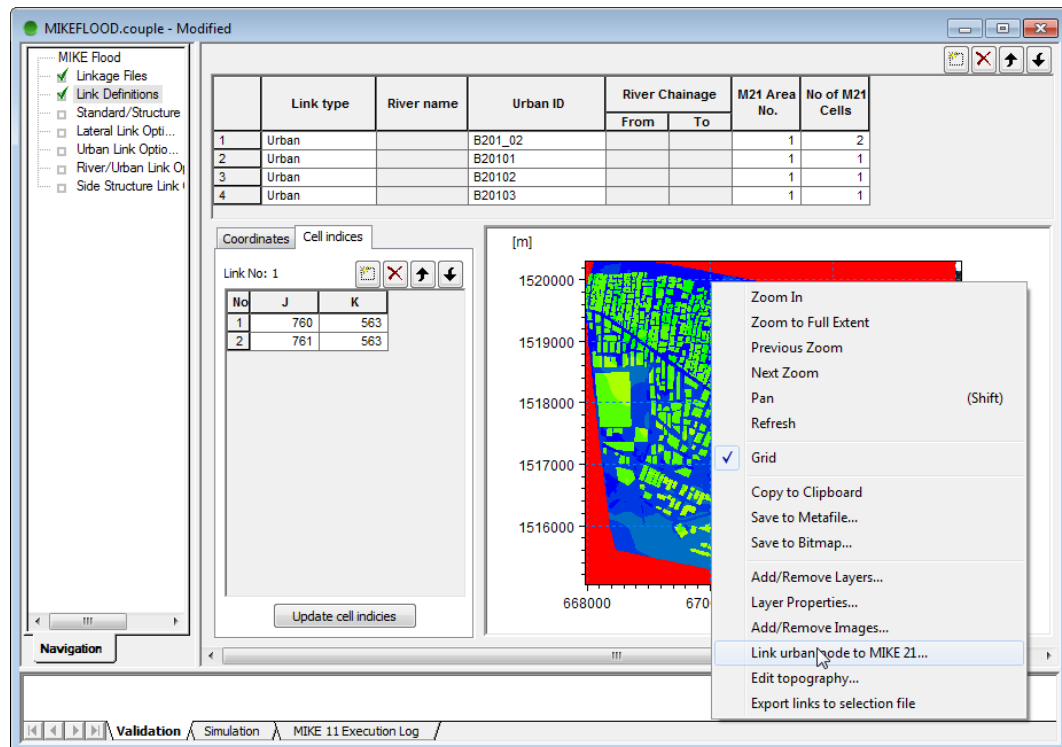 MIKEFLOOD.couple - Modified
MIKE Flood
Linkage Files
Link Definitions
Standard/Structure
Lateral Link Opti...
Urban Link Optio...
River/Urban Link O
Side Structure Link
Link type River name Urban ID River Chainage M21 Area No. No of M21 Cells
From To
1 Urban B201_02 1 2
2 Urban B20101 1 1
3 Urban B20102 1 1
4 Urban B20103 1 1
Coordinates Cell indices
Link No: 1
No J K
1 760 563
2 761 563
Update cell indicies
[m]
1520000
1519000
1518000
1517000
1516000
668000 670
Zoom In
Zoom to Full Extent
Previous Zoom
Next Zoom
Pan (Shift)
Refresh
Grid
Copy to Clipboard
Save to Metafile...
Save to Bitmap...
Add/Remove Layers...
Layer Properties...
Add/Remove Images...
Link urban node to MIKE 21...
Edit topography...
Export links to selection file
Navigation
Validation Simulation MIKE 11 Execution Log